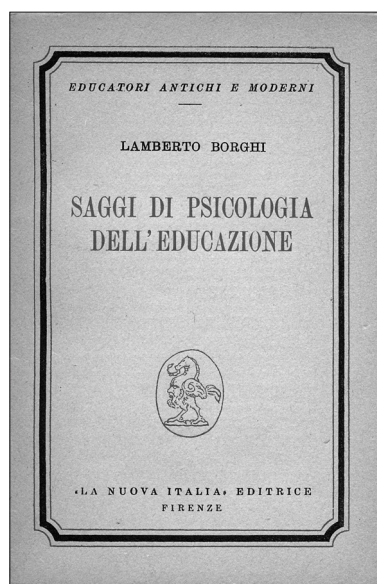 EDUCATORI ANTICHI E MODERNI
LAMBERTO BORGHI
SAGGI DI PSICOLOGIA
DELL'EDUCAZIONE
«LA NUOVA ITALIA» EDITRICE
FIRENZE